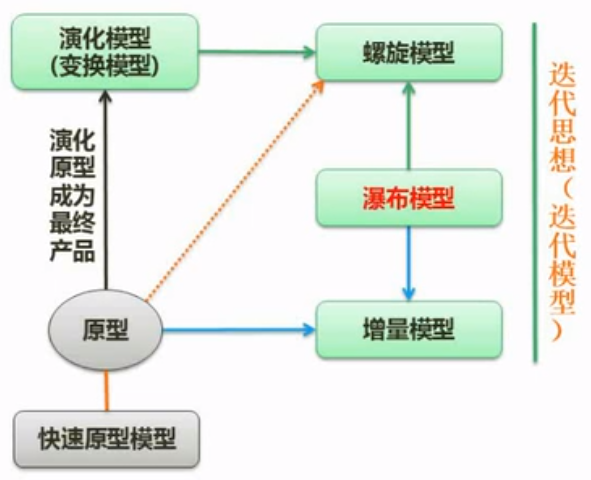 演化模型
(变换模型)
螺旋模型
演化
原型
成为
最终
产品
瀑布模型
原型
增量模型
快速原型模型
迭代思想（迭代模型）